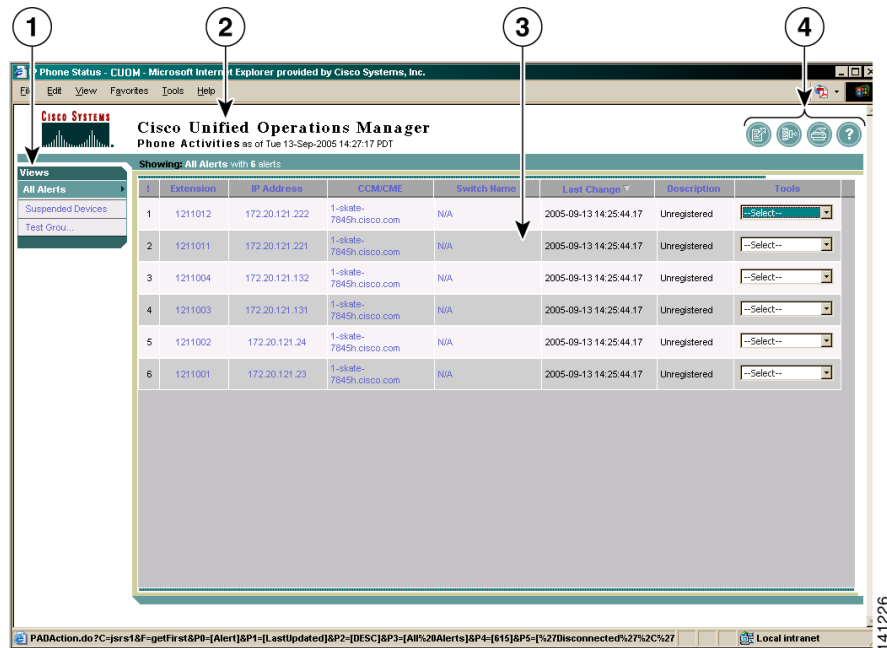 1 2 3 4
IP Phone Status - CUOM - Microsoft Internet Explorer provided by Cisco Systems, Inc.
File Edit View Favorites Tools Help
CISCO SYSTEMS
Cisco Unified Operations Manager
Phone Activities as of Tue 13-Sep-2005 14:27:17 PDT
Showing: All Alerts with 6 alerts
Views
All Alerts
Suspended Devices
Test Grou...
! Extension IP Address CCM/CME Switch Name Last Change Description Tools
1 1211012 172.20.121.222 1-skate-7845h.cisco.com N/A 2005-09-13 14:25:44.17 Unregistered --Select--
2 1211011 172.20.121.221 1-skate-7845h.cisco.com N/A 2005-09-13 14:25:44.17 Unregistered --Select--
3 1211004 172.20.121.132 1-skate-7845h.cisco.com N/A 2005-09-13 14:25:44.17 Unregistered --Select--
4 1211003 172.20.121.131 1-skate-7845h.cisco.com N/A 2005-09-13 14:25:44.17 Unregistered --Select--
5 1211002 172.20.121.24 1-skate-7845h.cisco.com N/A 2005-09-13 14:25:44.17 Unregistered --Select--
6 1211001 172.20.121.23 1-skate-7845h.cisco.com N/A 2005-09-13 14:25:44.17 Unregistered --Select--
PADAction.do?C=jsrs1&F=getFirst&P0=[Alert]&P1=[LastUpdated]&P2=[DESC]&P3=[All%20Alerts]&P4=[615]&P5=[%27Disconnected%27%2C%27
Local intranet
141226